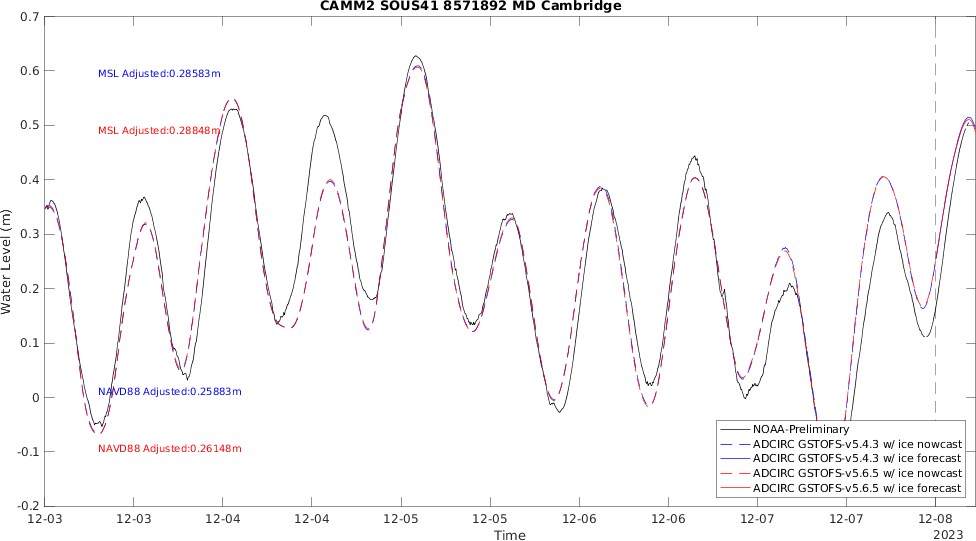 CAMM2 SOUS41 8571892 MD Cambridge
0.7
0.6
0.5
0.4
0.3
0.2
0.1
0
-0.1
-0.2
Water Level (m)
MSL Adjusted:0.28583m
MSL Adjusted:0.28848m
NAVD88 Adjusted:0.25883m
NAVD88 Adjusted:0.26148m
NOAA-Preliminary
ADCIRC GSTOFS-v5.4.3 w/ ice nowcast
ADCIRC GSTOFS-v5.4.3 w/ ice forecast
ADCIRC GSTOFS-v5.6.5 w/ ice nowcast
ADCIRC GSTOFS-v5.6.5 w/ ice forecast
12-03 12-03 12-04 12-04 12-05 12-05 12-06 12-06 12-07 12-07 12-08
2023
Time